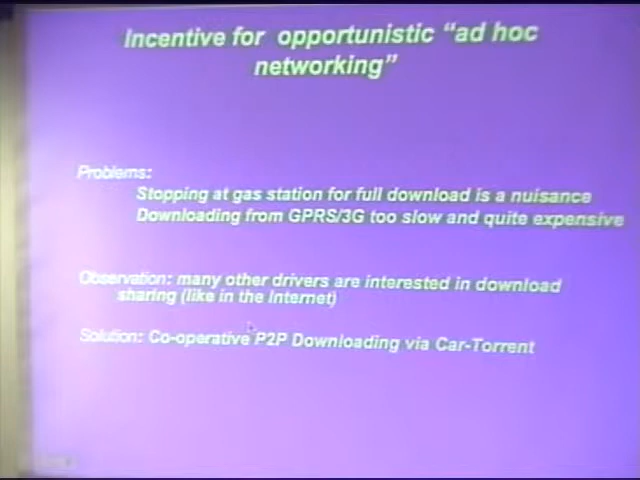 Incentive for opportunistic “ad hoc
networking”
Problems:
Stopping at gas station for full download is a nuisance
Downloading from GPRS/3G too slow and quite expensive
Observation: many other drivers are interested in download
sharing (like in the Internet)
Solution: Co-operative P2P Downloading via Car-Torrent